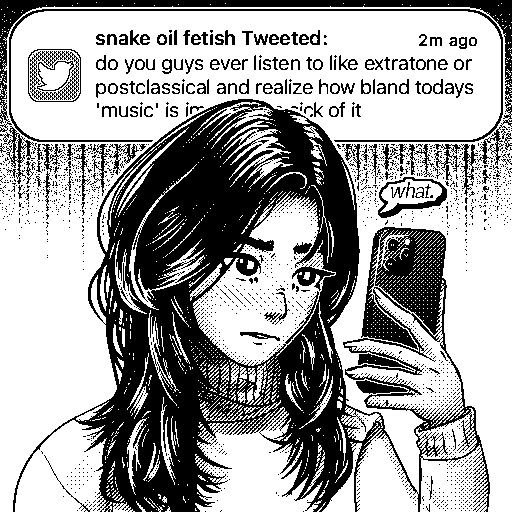 snake oil fetish Tweeted: 2m ago
do you guys ever listen to like extratone or
postclassical and realize how bland todays
'music' is sick of it
what.